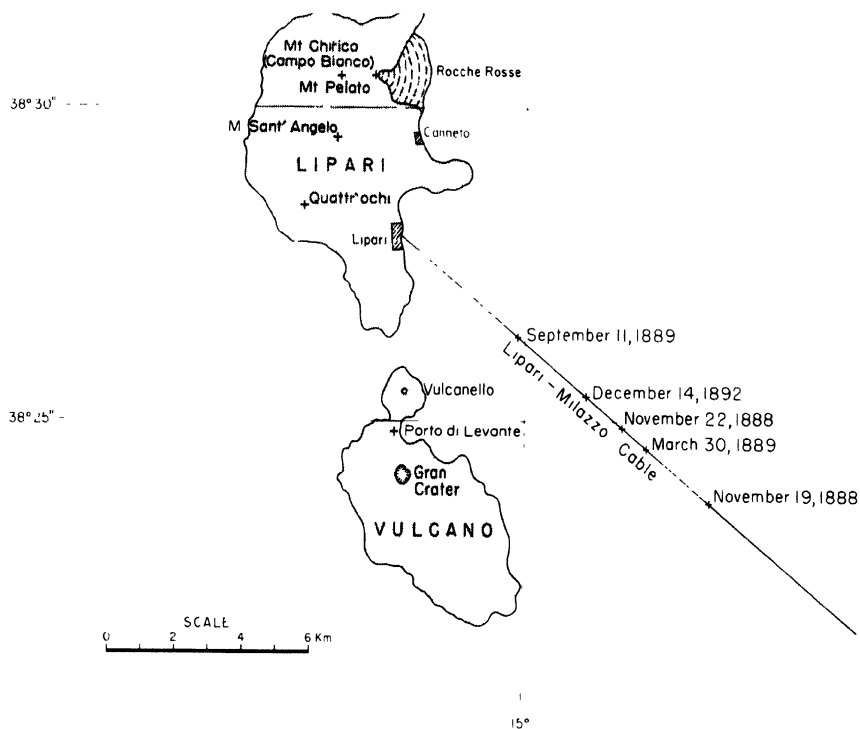 Mt Chirica
(Campo Bianco)
Mt Pelato
Rocche Rosse
38°30"
M Sant' Angelo
Canneto
LIPARI
Quattr'ochi
Lipari
September 11, 1889
Lipari - Milazzo Cable
December 14, 1892
Vulcanello
38°25"
November 22, 1888
Porto di Levante
March 30, 1889
Gran
Crater
November 19, 1888
VULCANO
SCALE
0 2 4 6 Km
15°